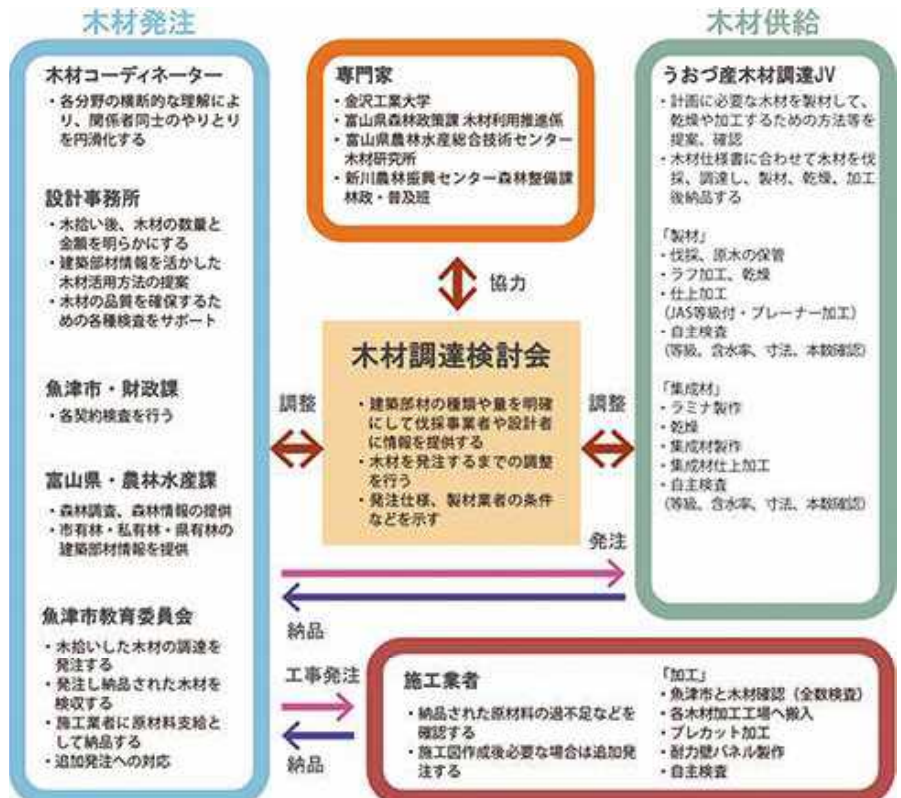 木材発注
木材コーディネーター
・各分野の横断的な理解によ
り、関係者同士のやりとり
を円滑化する
設計事務所
・木拾い後、木材の数量と
金額を明らかにする
・建築部材情報を活かした
木材活用方法の提案
・木材の品質を確保するた
めの各種検査をサポート
魚津市・財政課
・各契約検査を行う
富山県・農林水産課
・森林調査、森林情報の提供
・市有林・私有林・県有林の
建築部材情報を提供
魚津市教育委員会
・木拾いした木材の調達を
発注する
・発注し納品された木材を
検収する
・施工業者に原材料支給と
して納品する
・追加発注への対応
専門家
・金沢工業大学
・富山県森林政策課 木材利用推進係
・富山県農林水産総合技術センター
木材研究所
・新川農林振興センター森林整備課
林政・普及班
協力
木材調達検討会
・建築部材の種類や量を明確
にして伐採事業者や設計者
に情報を提供する
・木材を発注するまでの調整
を行う
・発注仕様、製材業者の条件
などを示す
調整
調整
発注
納品
木材供給
うおづ産木材調達JV
・計画に必要な木材を製材して、
乾燥や加工するための方法等を
提案、確認
・木材仕様書に合わせて木材を伐
採、調達し、製材、乾燥、加工
後納品する
「製材」
・伐採、原木の保管
・ラフ加工、乾燥
・仕上加工
(JAS等級付・プレーナー加工)
・自主検査
(等級、含水率、寸法、本数確認)
「集成材」
・ラミナ製作
・乾燥
・集成材製作
・集成材仕上加工
・自主検査
(等級、含水率、寸法、本数確認)
工事発注
納品
施工業者
・納品された原材料の過不足などを
確認する
・施工図作成後必要な場合は追加発
注する
「加工」
・魚津市と木材確認（全数検査）
・各木材加工工場へ搬入
・プレカット加工
・耐力壁パネル製作
・自主検査